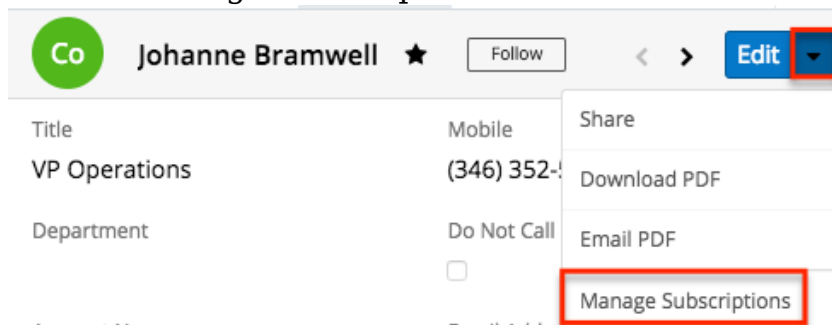 Co Johanne Bramwell ★ Follow < > Edit
Title Mobile Share
VP Operations (346) 352- Download PDF
Department Do Not Call Email PDF
Manage Subscriptions